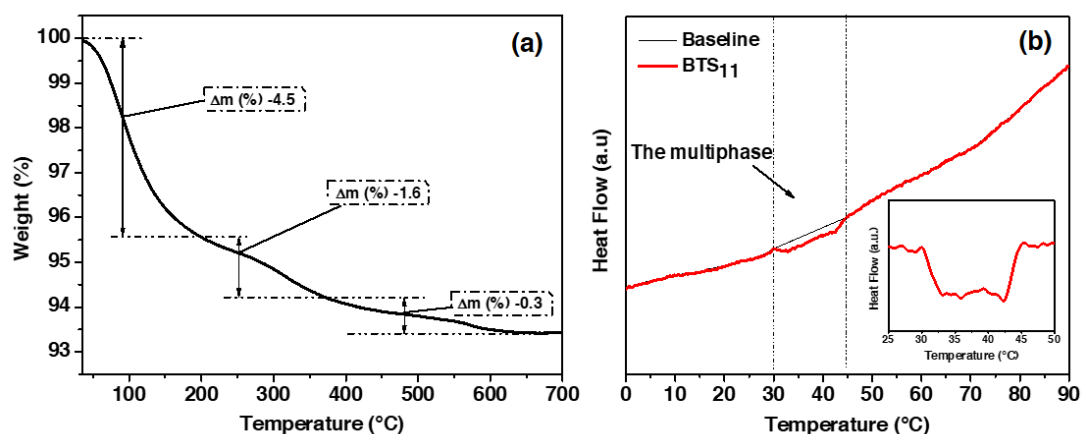 (a)
100
99
98
97
96
95
94
93
Weight (%)
Δm (%) -4.5
Δm (%) -1.6
Δm (%) -0.3
100 200 300 400 500 600 700
Temperature (°C)
(b)
Baseline
BTS11
The multiphase
Heat Flow (a.u)
0 10 20 30 40 50 60 70 80 90
Temperature (°C)
Heat Flow (a.u.)
25 30 35 40 45 50
Temperature (°C)